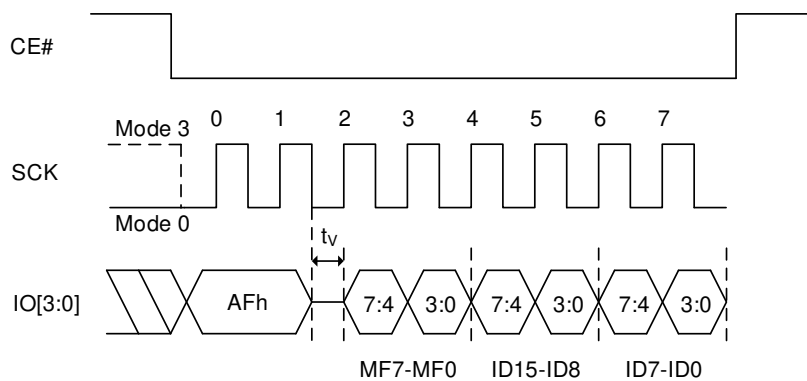 CE#
Mode 3
0 1 2 3 4 5 6 7
SCK
Mode 0
tV
IO[3:0]
AFh 7:4 3:0 7:4 3:0 7:4 3:0
MF7-MF0 ID15-ID8 ID7-ID0